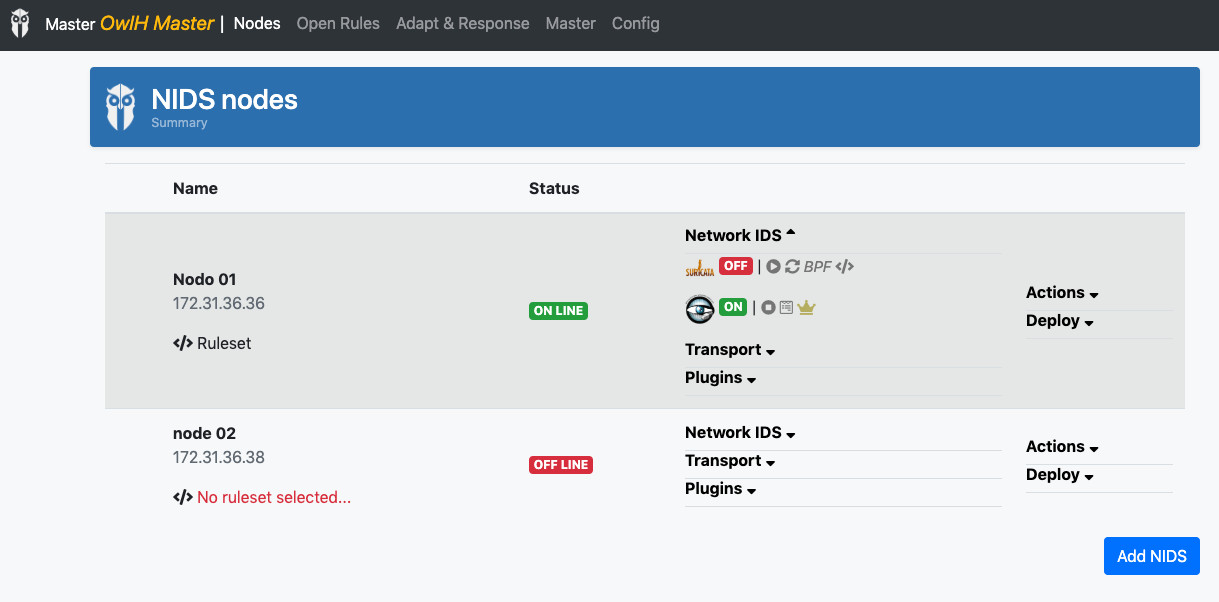 Master OwlH Master | Nodes Open Rules Adapt & Response Master Config
NIDS nodes
Summary
Name Status
Nodo 01
172.31.36.36
</> Ruleset
ON LINE
Network IDS
SURICATA OFF | BPF </>
ON |
Transport
Plugins
Actions
Deploy
node 02
172.31.36.38
</> No ruleset selected...
OFF LINE
Network IDS
Transport
Plugins
Actions
Deploy
Add NIDS